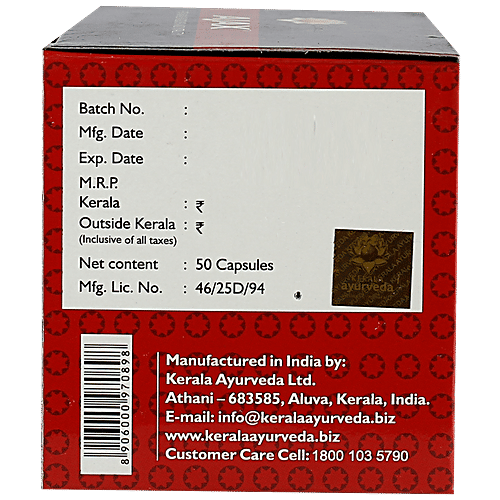 JAIK
Batch No. :
Mfg. Date :
Exp. Date :
M.R.P.
Kerala : ₹
Outside Kerala : ₹
(Inclusive of all taxes)
Net content : 50 Capsules
Mfg. Lic. No. : 46/25D/94
KERALA
ayurveda
8906000970898
Manufactured in India by:
Kerala Ayurveda Ltd.
Athani – 683585, Aluva, Kerala, India.
E-mail: info@keralaayurveda.biz
www.keralaayurveda.biz
Customer Care Cell: 1800 103 5790